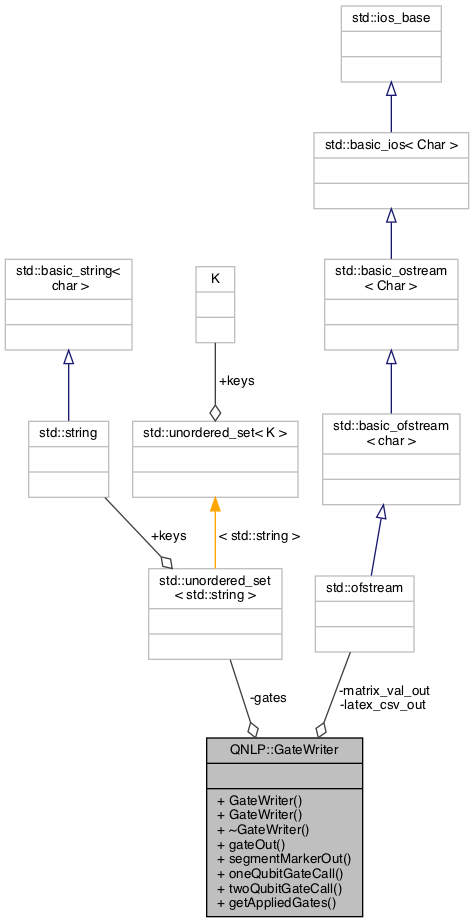 std::ios_base
std::basic_ios< Char >
std::basic_string<
char >
K
std::basic_ostream
< Char >
+keys
std::string
std::unordered_set< K >
std::basic_ofstream
< char >
+keys
< std::string >
std::unordered_set
< std::string >
std::ofstream
-gates
-matrix_val_out
-latex_csv_out
QNLP::GateWriter
+ GateWriter()
+ GateWriter()
+ ~GateWriter()
+ gateOut()
+ segmentMarkerOut()
+ oneQubitGateCall()
+ twoQubitGateCall()
+ getAppliedGates()